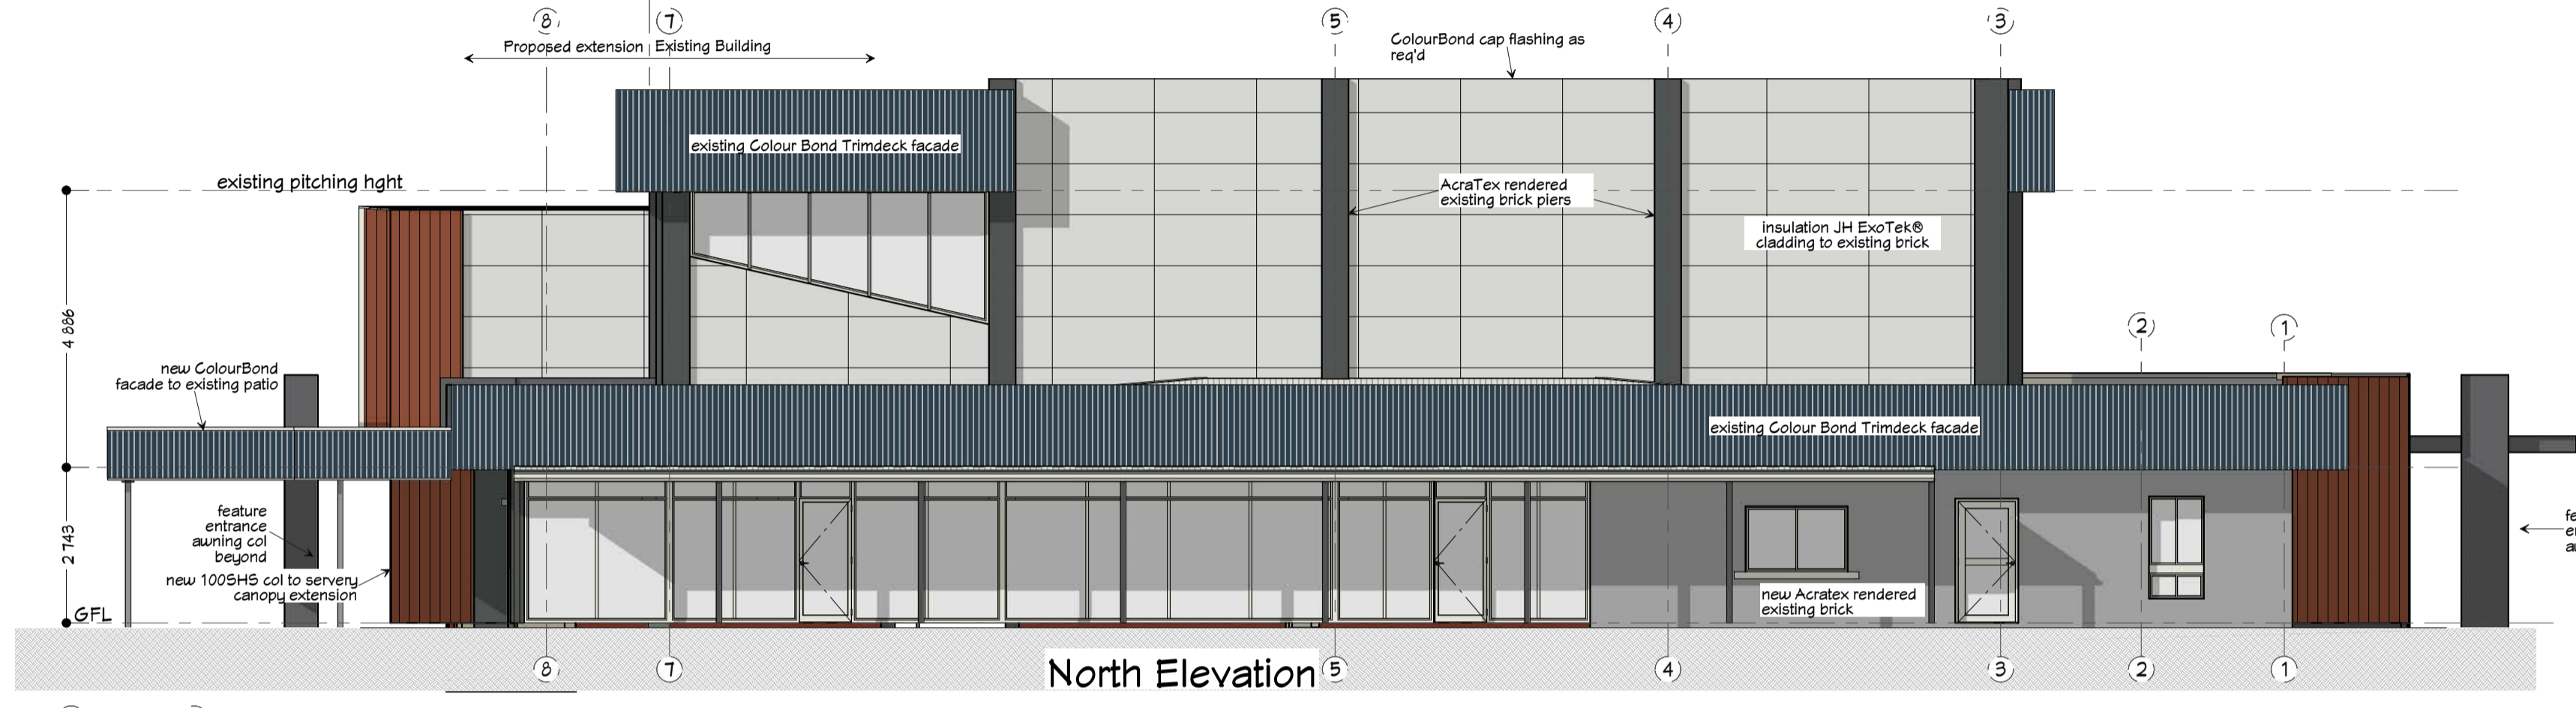 8
7
5
4
3
Proposed extension
Existing Building
ColourBond cap flashing as
req'd
existing Colour Bond Trimdeck facade
existing pitching hght
AcraTex rendered
existing brick piers
insulation JH ExoTek®
cladding to existing brick
4 886
2
1
new ColourBond
facade to existing patio
existing Colour Bond Trimdeck facade
2 743
feature
entrance
awning col
beyond
new 100SHS col to servery
canopy extension
GFL
new Acratex rendered
existing brick
North Elevation
8
7
5
4
3
2
1